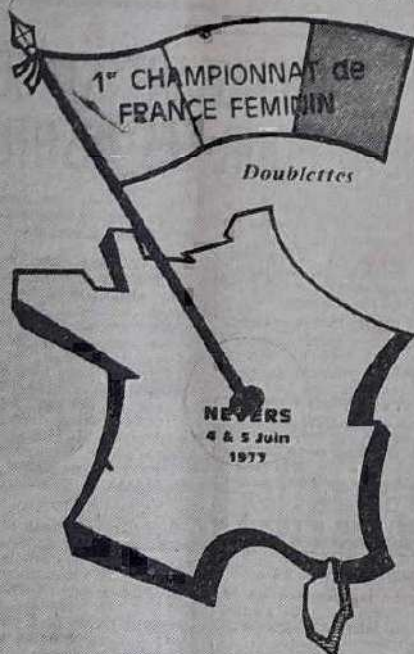 1er CHAMPIONNAT de
FRANCE FEMININ
Doublettes
NEVERS
4 & 5 Juin
1977